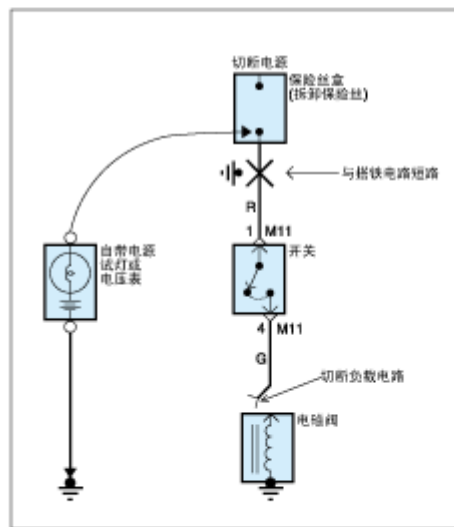 切断电源
保险丝盒
(拆卸保险丝)
与搭铁电路短路
R
1 M11
开关
自带电源
试灯或
电压表
4 M11
G
切断负载电路
电磁阀